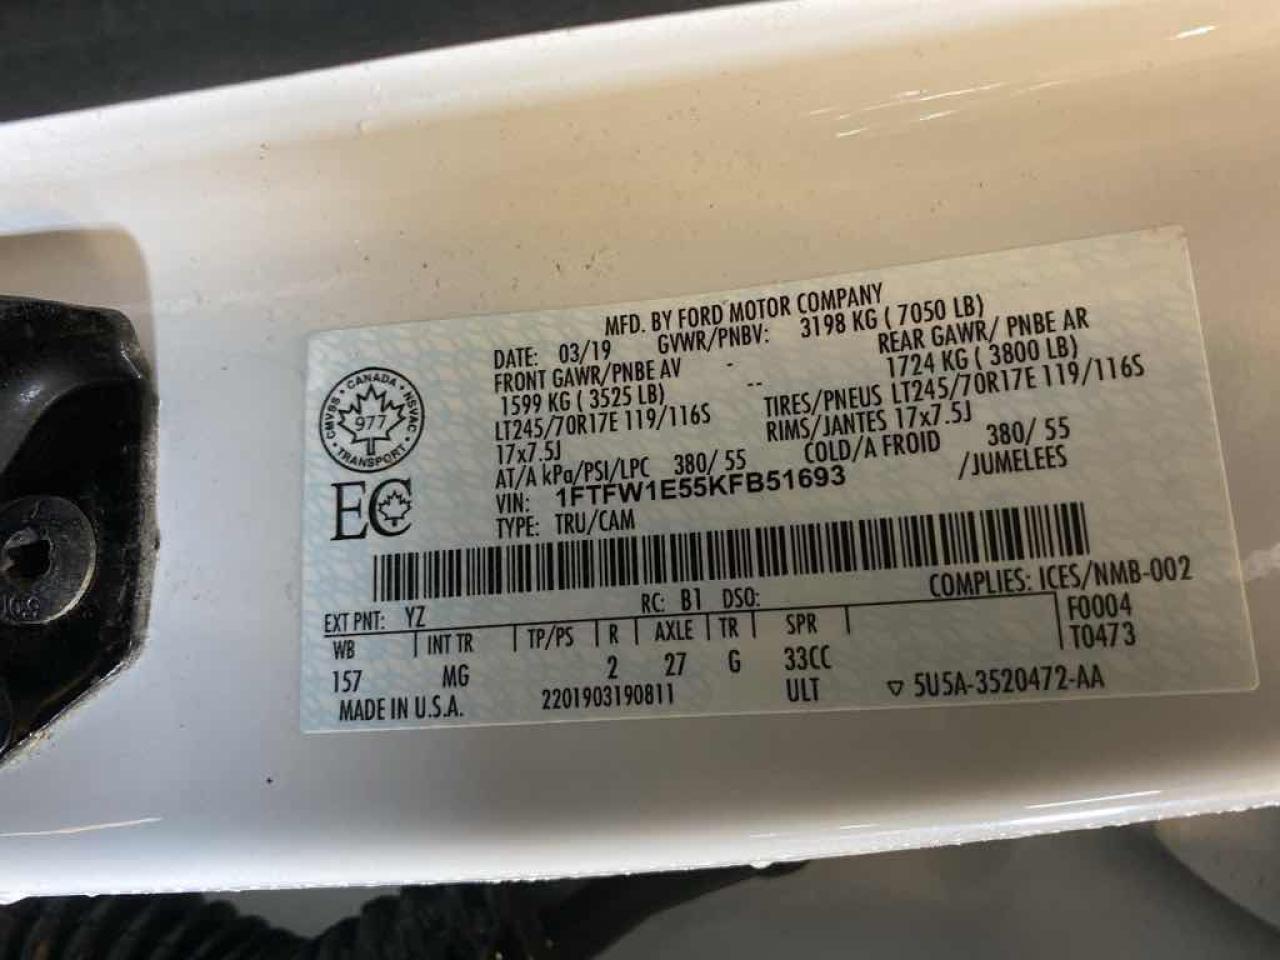 MFD. BY FORD MOTOR COMPANY
DATE: 03/19 GVWR/PNBV: 3198 KG ( 7050 LB)
FRONT GAWR/PNBE AV - REAR GAWR/ PNBE AR
1599 KG ( 3525 LB) -- 1724 KG ( 3800 LB)
LT245/70R17E 119/116S TIRES/PNEUS LT245/70R17E 119/116S
17x7.5J RIMS/JANTES 17x7.5J
AT/A kPa/PSI/LPC 380/ 55 COLD/A FROID 380/ 55
VIN: 1FTFW1E55KFB51693 /JUMELEES
TYPE: TRU/CAM
CANADA
CMVSS 977 NSVAC
TRANSPORT
EC
COMPLIES: ICES/NMB-002
EXT PNT: YZ RC: B1 DSO:
WB INT TR TP/PS R AXLE TR SPR F0004
157 MG 2 27 G 33CC T0473
MADE IN U.S.A. 2201903190811 ULT 5U5A-3520472-AA